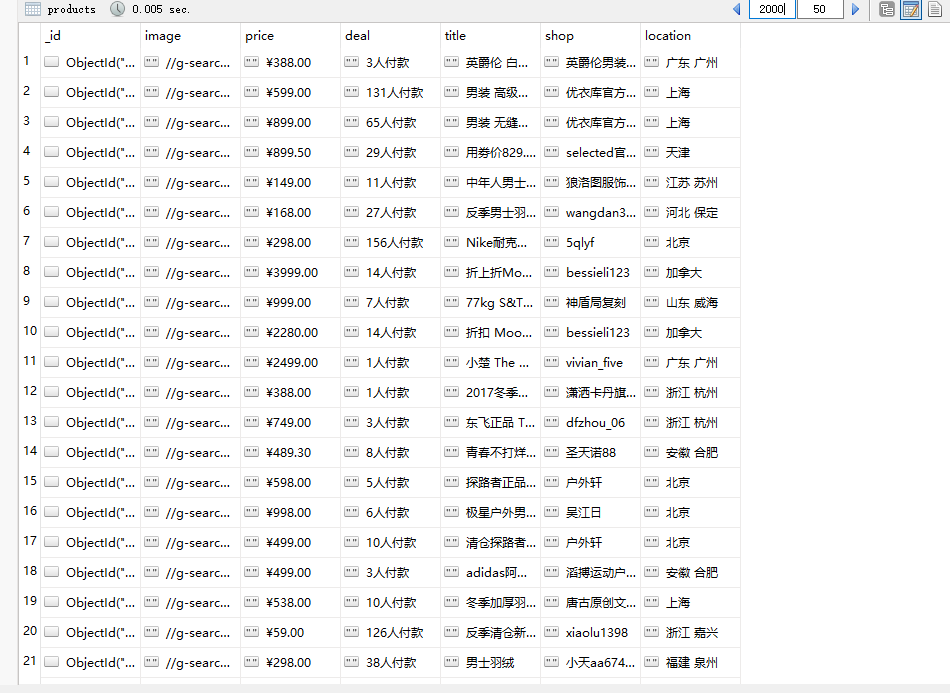 products 0.005 sec. 2000 50
_id image price deal title shop location
1 ObjectId("... "" //g-searc... "" ¥388.00 "" 3人付款 "" 英爵伦 白... "" 英爵伦男装... "" 广东 广州
2 ObjectId("... "" //g-searc... "" ¥599.00 "" 131人付款 "" 男装 高级... "" 优衣库官方... "" 上海
3 ObjectId("... "" //g-searc... "" ¥899.00 "" 65人付款 "" 男装 无缝... "" 优衣库官方... "" 上海
4 ObjectId("... "" //g-searc... "" ¥899.50 "" 29人付款 "" 用券价829.... "" selected官... "" 天津
5 ObjectId("... "" //g-searc... "" ¥149.00 "" 11人付款 "" 中年人男士... "" 狼洛图服饰... "" 江苏 苏州
6 ObjectId("... "" //g-searc... "" ¥168.00 "" 27人付款 "" 反季男士羽... "" wangdan3... "" 河北 保定
7 ObjectId("... "" //g-searc... "" ¥298.00 "" 156人付款 "" Nike耐克... "" 5qlyf "" 北京
8 ObjectId("... "" //g-searc... "" ¥3999.00 "" 14人付款 "" 折上折Mo... "" bessieli123 "" 加拿大
9 ObjectId("... "" //g-searc... "" ¥999.00 "" 7人付款 "" 77kg S&T... "" 神盾局复刻 "" 山东 威海
10 ObjectId("... "" //g-searc... "" ¥2280.00 "" 14人付款 "" 折扣 Moo... "" bessieli123 "" 加拿大
11 ObjectId("... "" //g-searc... "" ¥2499.00 "" 1人付款 "" 小楚 The ... "" vivian_five "" 广东 广州
12 ObjectId("... "" //g-searc... "" ¥388.00 "" 1人付款 "" 2017冬季... "" 潇洒卡丹旗... "" 浙江 杭州
13 ObjectId("... "" //g-searc... "" ¥749.00 "" 3人付款 "" 东飞正品 T... "" dfzhou_06 "" 浙江 杭州
14 ObjectId("... "" //g-searc... "" ¥489.30 "" 8人付款 "" 青春不打烊... "" 圣天诺88 "" 安徽 合肥
15 ObjectId("... "" //g-searc... "" ¥598.00 "" 5人付款 "" 探路者正品... "" 户外轩 "" 北京
16 ObjectId("... "" //g-searc... "" ¥998.00 "" 6人付款 "" 极星户外男... "" 吴江日 "" 北京
17 ObjectId("... "" //g-searc... "" ¥499.00 "" 10人付款 "" 清仓探路者... "" 户外轩 "" 北京
18 ObjectId("... "" //g-searc... "" ¥499.00 "" 3人付款 "" adidas阿... "" 滔搏运动户... "" 安徽 合肥
19 ObjectId("... "" //g-searc... "" ¥538.00 "" 10人付款 "" 冬季加厚羽... "" 唐古原创文... "" 上海
20 ObjectId("... "" //g-searc... "" ¥59.00 "" 126人付款 "" 反季清仓新... "" xiaolu1398 "" 浙江 嘉兴
21 ObjectId("... "" //g-searc... "" ¥298.00 "" 38人付款 "" 男士羽绒 "" 小天aa674... "" 福建 泉州